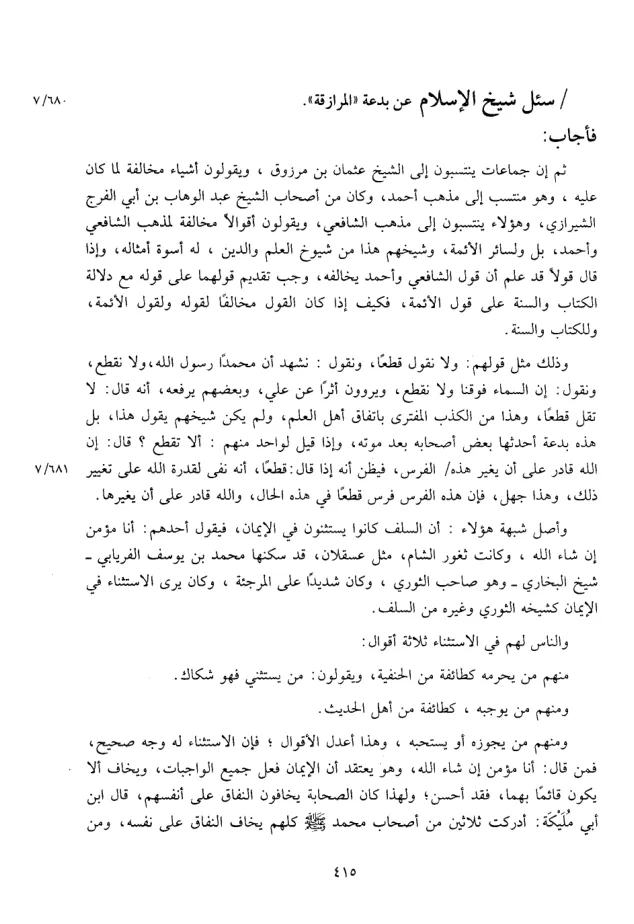 / سئل شيخ الإسلام عن بدعة «المرازقة». ٧/٦٨٠
فأجاب:
ثم إن جماعات ينتسبون إلى الشيخ عثمان بن مرزوق ، ويقولون أشياء مخالفة لما كان
عليه ، وهو منتسب إلى مذهب أحمد، وكان من أصحاب الشيخ عبد الوهاب بن أبي الفرج
الشيرازي، وهؤلاء ينتسبون إلى مذهب الشافعي، ويقولون أقوالاً مخالفة لمذهب الشافعي
وأحمد، بل ولسائر الأئمة، وشيخهم هذا من شيوخ العلم والدين ، له أسوة أمثاله، وإذا
قال قولاً قد علم أن قول الشافعي وأحمد يخالفه، وجب تقديم قولهما على قوله مع دلالة
الكتاب والسنة على قول الأئمة، فكيف إذا كان القول مخالفًا لقوله ولقول الأئمة،
وللكتاب والسنة.
وذلك مثل قولهم: ولا نقول قطعًا، ونقول : نشهد أن محمدًا رسول الله،ولا نقطع،
ونقول: إن السماء فوقنا ولا نقطع، ويروون أثرًا عن علي، وبعضهم يرفعه، أنه قال: لا
تقل قطعًا، وهذا من الكذب المفترى باتفاق أهل العلم، ولم يكن شيخهم يقول هذا، بل
هذه بدعة أحدثها بعض أصحابه بعد موته، وإذا قيل لواحد منهم : ألا تقطع ؟ قال: إن
الله قادر على أن يغير هذه/ الفرس، فيظن أنه إذا قال:قطعًا، أنه نفى لقدرة الله على تغيير ٧/٦٨١
ذلك، وهذا جهل، فإن هذه الفرس فرس قطعًا في هذه الحال، والله قادر على أن يغيرها.
وأصل شبهة هؤلاء : أن السلف كانوا يستثنون في الإيمان، فيقول أحدهم: أنا مؤمن
إن شاء الله ، وكانت ثغور الشام، مثل عسقلان، قد سكنها محمد بن يوسف الفريابي ـ
شيخ البخاري ـ وهو صاحب الثوري ، وكان شديدًا على المرجئة ، وكان يرى الاستثناء في
الإيمان كشيخه الثوري وغيره من السلف.
والناس لهم في الاستثناء ثلاثة أقوال:
منهم من يحرمه كطائفة من الحنفية، ويقولون: من يستثني فهو شكاك.
ومنهم من يوجبه ، كطائفة من أهل الحديث.
ومنهم من يجوزه أو يستحبه ، وهذا أعدل الأقوال ؛ فإن الاستثناء له وجه صحيح،
فمن قال: أنا مؤمن إن شاء الله، وهو يعتقد أن الإيمان فعل جميع الواجبات، ويخاف ألا
يكون قائمًا بهما، فقد أحسن؛ ولهذا كان الصحابة يخافون النفاق على أنفسهم، قال ابن
أبي مُلَيْكَة: أدركت ثلاثين من أصحاب محمد ﷺ كلهم يخاف النفاق على نفسه، ومن
٤١٥